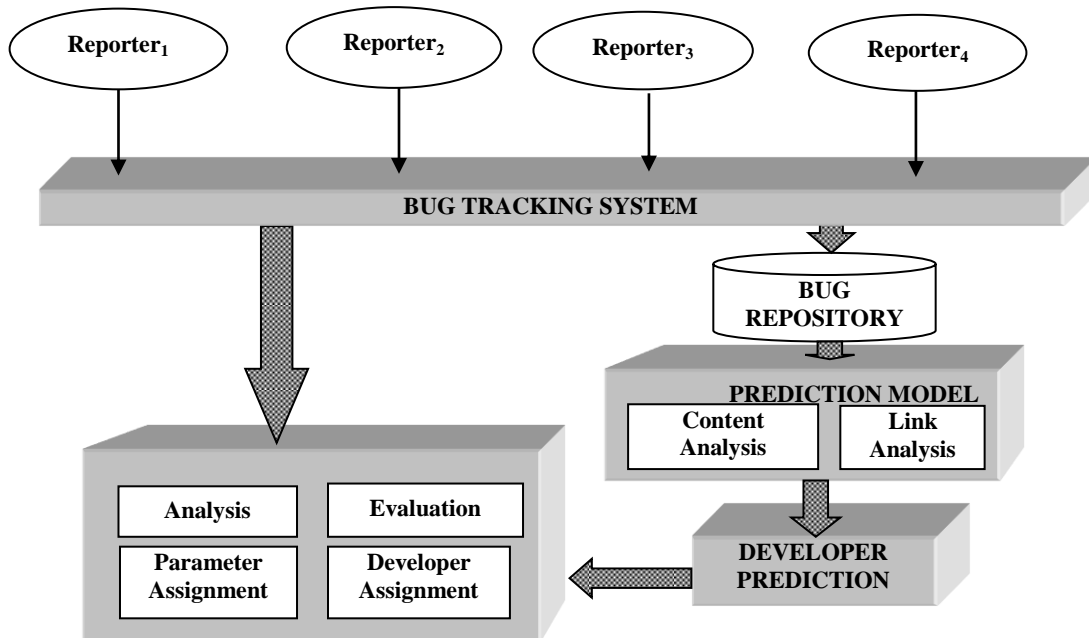 Reporter₁
Reporter₂
Reporter₃
Reporter₄
BUG TRACKING SYSTEM
BUG
REPOSITORY
PREDICTION MODEL
Content
Analysis
Link
Analysis
Analysis
Evaluation
Parameter
Assignment
Developer
Assignment
DEVELOPER
PREDICTION